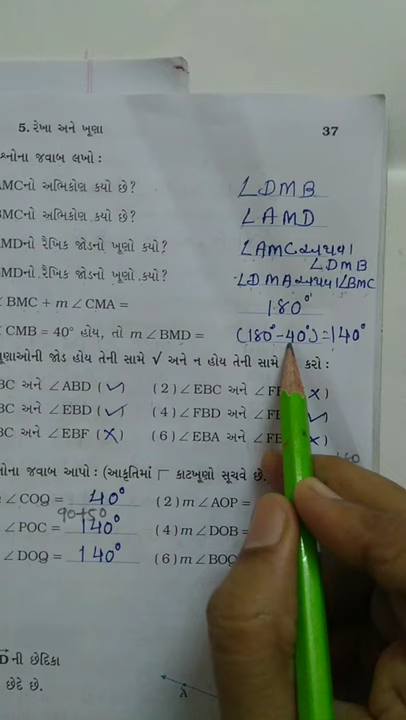 5. રેખા અને ખૂણા 37
શ્નોના જવાબ લખો :
AMCનો અભિકોણ કયો છે? ∠DMB
BMCનો અભિકોણ કયો છે? ∠AMD
MDનો રૈખિક જોડનો ખૂણો કયો? ∠AMC અથવા
∠DMB
MDનો રૈખિક જોડનો ખૂણો કયો? ∠DMA અથવા ∠BMC
∠BMC + m∠CMA = 180°
CMB = 40° હોય, તો m∠BMD = (180°-40°)=140°
ખૂણાઓની જોડ હોય તેની સામે √ અને ન હોય તેની સામે કરો :
BC અને ∠ABD (✓) (2) ∠EBC અને ∠F (X)
BC અને ∠EBD (✓) (4) ∠FBD અને ∠F ✓)
BC અને ∠EBF (X) (6) ∠EBA અને ∠FE X)
નોના જવાબ આપો : (આકૃતિમાં ┌ કાટખૂણો સૂચવે છે.
∠COQ = 40° (2) m∠AOP =
90+50
∠POC = 140° (4) m∠DOB =
∠DOQ = 140° (6) m∠BOQ
Dની છેદિકા
છેદે છે.
A